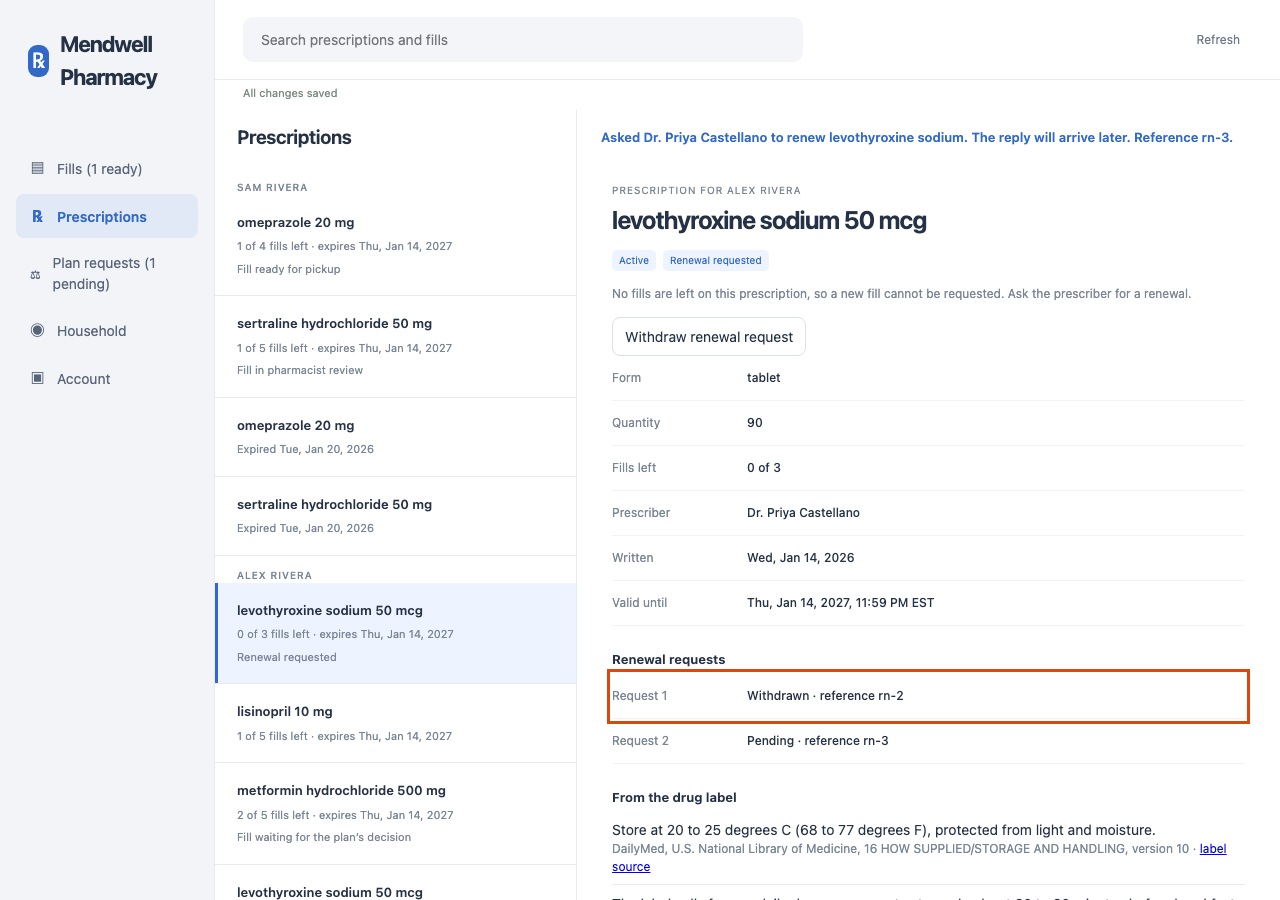 Mendwell
Pharmacy
Fills (1 ready)
Prescriptions
Plan requests (1
pending)
Household
Account
Search prescriptions and fills
Refresh
All changes saved
Prescriptions
SAM RIVERA
omeprazole 20 mg
1 of 4 fills left · expires Thu, Jan 14, 2027
Fill ready for pickup
sertraline hydrochloride 50 mg
1 of 5 fills left · expires Thu, Jan 14, 2027
Fill in pharmacist review
omeprazole 20 mg
Expired Tue, Jan 20, 2026
sertraline hydrochloride 50 mg
Expired Tue, Jan 20, 2026
ALEX RIVERA
levothyroxine sodium 50 mcg
0 of 3 fills left · expires Thu, Jan 14, 2027
Renewal requested
lisinopril 10 mg
1 of 5 fills left · expires Thu, Jan 14, 2027
metformin hydrochloride 500 mg
2 of 5 fills left · expires Thu, Jan 14, 2027
Fill waiting for the plan's decision
levothyroxine sodium 50 mcg
Asked Dr. Priya Castellano to renew levothyroxine sodium. The reply will arrive later. Reference rn-3.
PRESCRIPTION FOR ALEX RIVERA
levothyroxine sodium 50 mcg
Active
Renewal requested
No fills are left on this prescription, so a new fill cannot be requested. Ask the prescriber for a renewal.
Withdraw renewal request
Form tablet
Quantity 90
Fills left 0 of 3
Prescriber Dr. Priya Castellano
Written Wed, Jan 14, 2026
Valid until Thu, Jan 14, 2027, 11:59 PM EST
Renewal requests
Request 1 Withdrawn · reference rn-2
Request 2 Pending · reference rn-3
From the drug label
Store at 20 to 25 degrees C (68 to 77 degrees F), protected from light and moisture.
DailyMed, U.S. National Library of Medicine, 16 HOW SUPPLIED/STORAGE AND HANDLING, version 10 · label
source